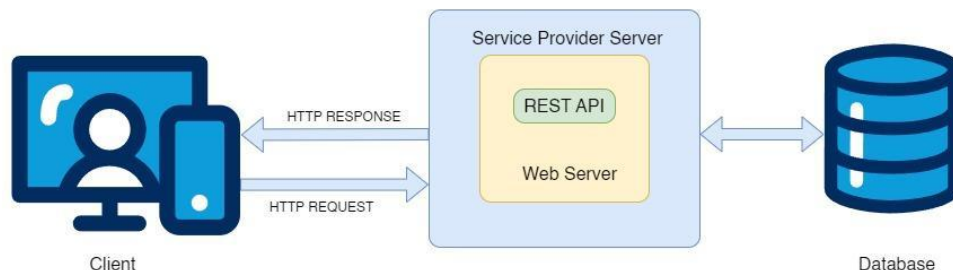 Service Provider Server
REST API
HTTP RESPONSE
Web Server
HTTP REQUEST
Client
Database